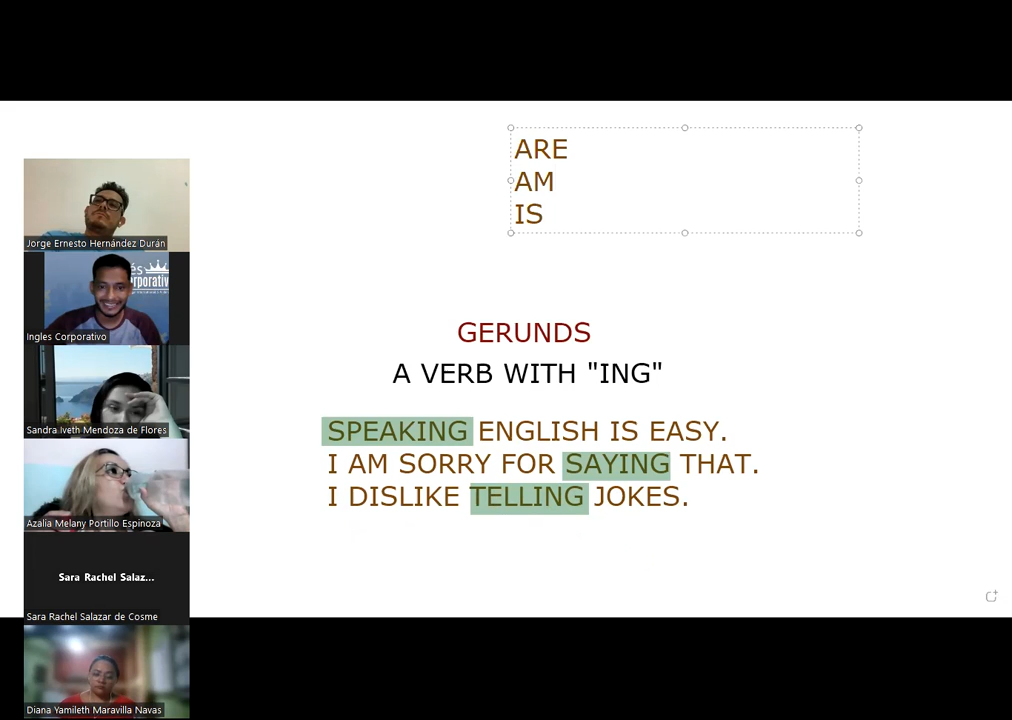 ARE
AM
IS
GERUNDS
A VERB WITH "ING"
SPEAKING ENGLISH IS EASY.
I AM SORRY FOR SAYING THAT.
I DISLIKE TELLING JOKES.
Jorge Ernesto Hernández Durán
és
rporativ
Ingles Corporativo
Sandra Iveth Mendoza de Flores
Azalia Melany Portillo Espinoza
Sara Rachel Salaz...
Sara Rachel Salazar de Cosme
Diana Yamileth Maravilla Navas